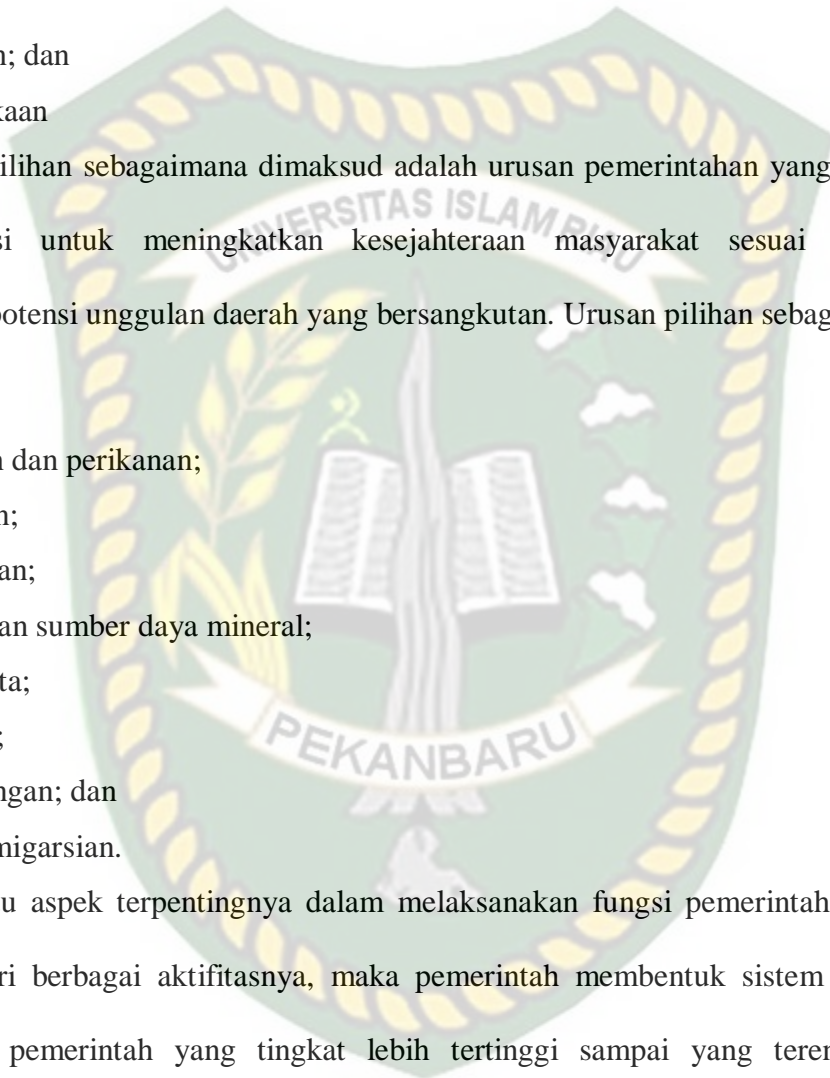 n; dan
kaan
ilihan sebagaimana dimaksud adalah urusan pemerintahan yang
UNIVERSITAS ISLAM RIAU
si untuk meningkatkan kesejahteraan masyarakat sesuai
potensi unggulan daerah yang bersangkutan. Urusan pilihan sebag
n dan perikanan;
n;
an;
an sumber daya mineral;
ta;
;
PEKANBARU
ngan; dan
migarsian.
u aspek terpentingnya dalam melaksanakan fungsi pemerintah
ri berbagai aktifitasnya, maka pemerintah membentuk sistem
pemerintah yang tingkat lebih tertinggi sampai yang teren